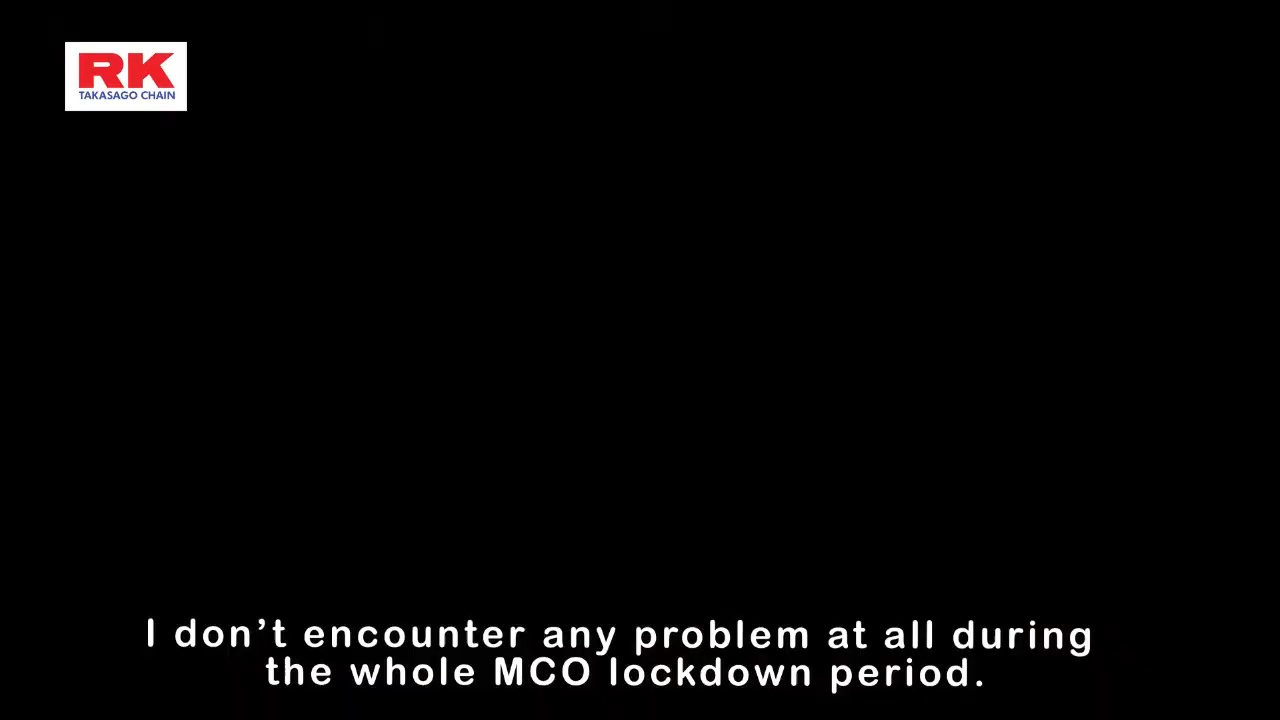 RK
TAKASAGO CHAIN
I don’t encounter any problem at all during
the whole MCO lockdown period.